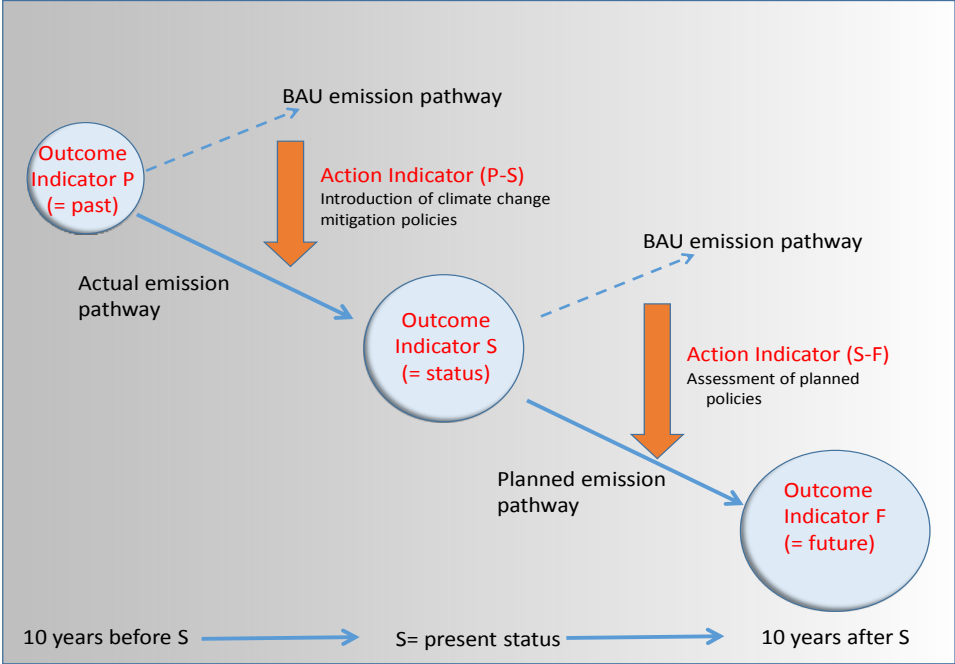 BAU emission pathway
Outcome
Indicator P
(= past)
Action Indicator (P-S)
Introduction of climate change
mitigation policies
Actual emission
pathway
BAU emission pathway
Outcome
Indicator S
(= status)
Action Indicator (S-F)
Assessment of planned
policies
Planned emission
pathway
Outcome
Indicator F
(= future)
10 years before S
S= present status
10 years after S